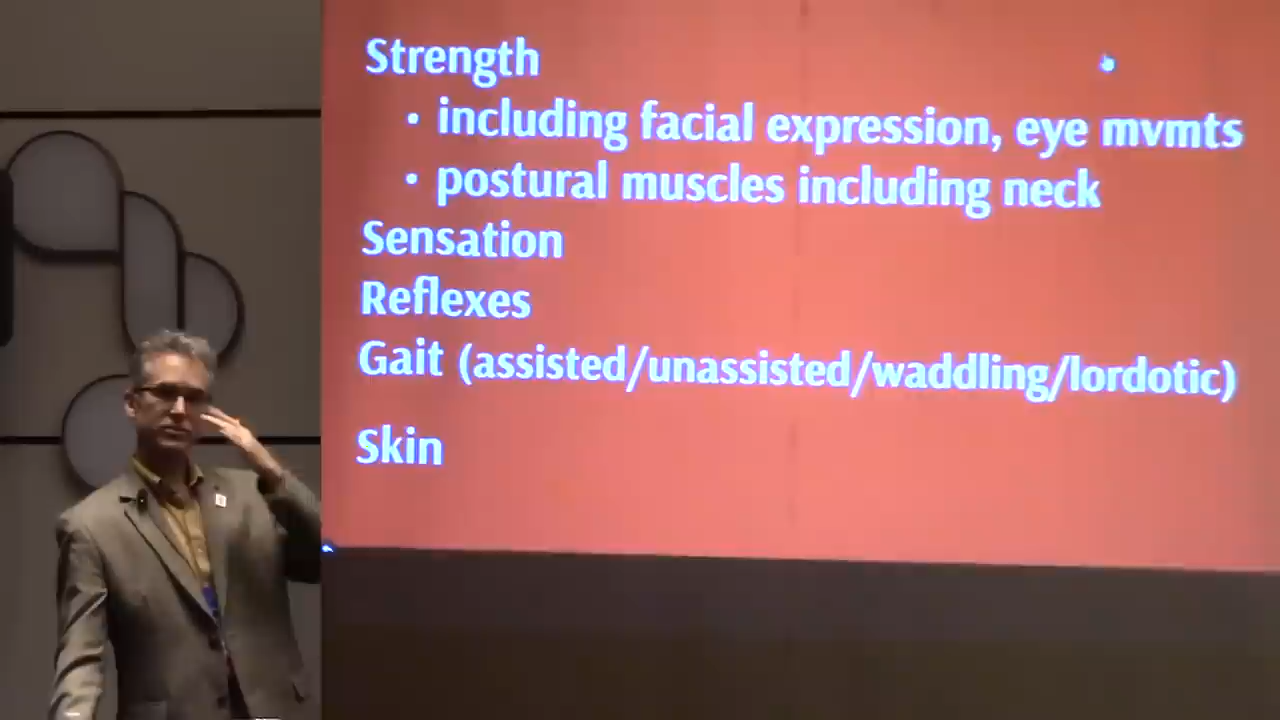 Strength
• including facial expression, eye mvmts
• postural muscles including neck
Sensation
Reflexes
Gait (assisted/unassisted/waddling/lordotic)
Skin